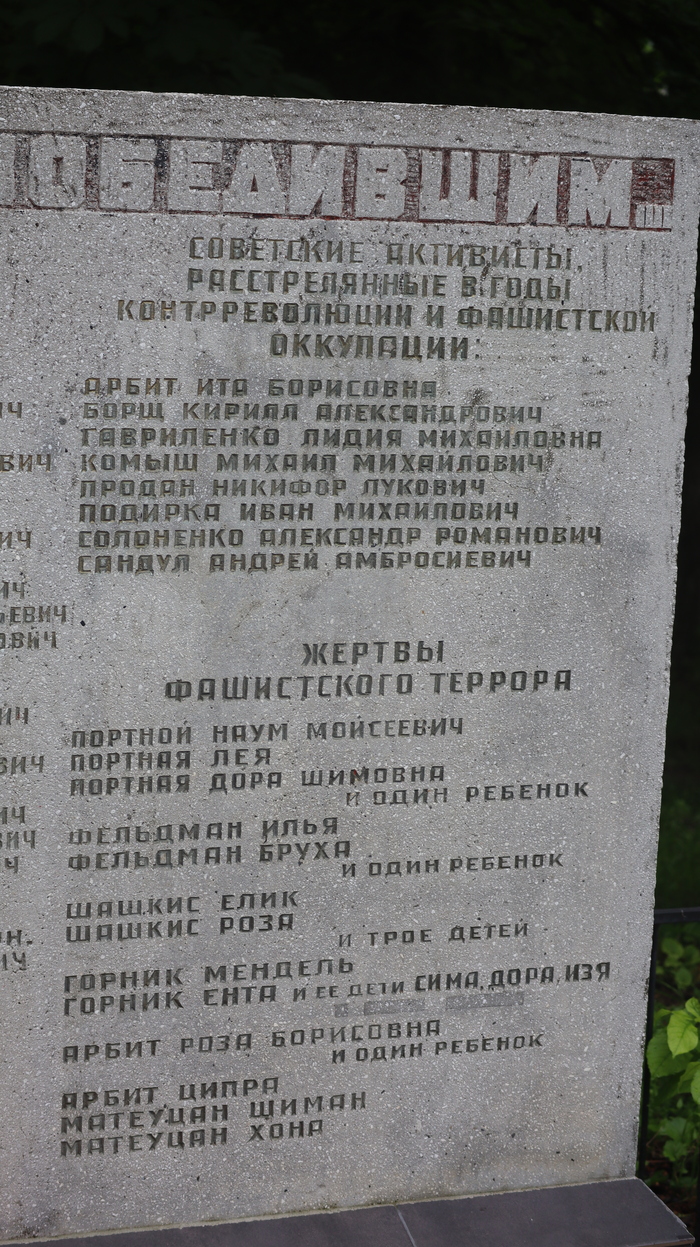 ОБЕДИВШИМ...
СОВЕТСКИЕ АКТИВИСТЫ,
РАССТРЕЛЯННЫЕ В ГОДЫ
КОНТРРЕВОЛЮЦИИ И ФАШИСТСКОЙ
ОККУПАЦИИ:
АРБИТ ИТА БОРИСОВНА
БОРЩ КИРИЛЛ АЛЕКСАНДРОВИЧ
ГАВРИЛЕНКО ЛИДИЯ МИХАЙЛОВНА
КОМЫШ МИХАИЛ МИХАЙЛОВИЧ
ПРОДАН НИКИФОР ЛУКОВИЧ
ПОДИРКА ИВАН МИХАЙЛОВИЧ
СОЛОНЕНКО АЛЕКСАНДР РОМАНОВИЧ
САНДУЛ АНДРЕЙ АМБРОСИЕВИЧ
ЖЕРТВЫ
ФАШИСТСКОГО ТЕРРОРА
ПОРТНОЙ НАУМ МОЙСЕЕВИЧ
ПОРТНАЯ ЛЕЯ
ПОРТНАЯ ДОРА ШИМОВНА
И ОДИН РЕБЕНОК
ФЕЛЬДМАН ИЛЬЯ
ФЕЛЬДМАН БРУХА
И ОДИН РЕБЕНОК
ШАШКИС ЕЛИК
ШАШКИС РОЗА
И ТРОЕ ДЕТЕЙ
ГОРНИК МЕНДЕЛЬ
ГОРНИК ЕНТА И ЕЕ ДЕТИ СИМА, ДОРА, ИЗЯ
АРБИТ РОЗА БОРИСОВНА
И ОДИН РЕБЕНОК
АРБИТ ЦИПРА
МАТЕУЦАН ШИМАН
МАТЕУЦАН ХОНА